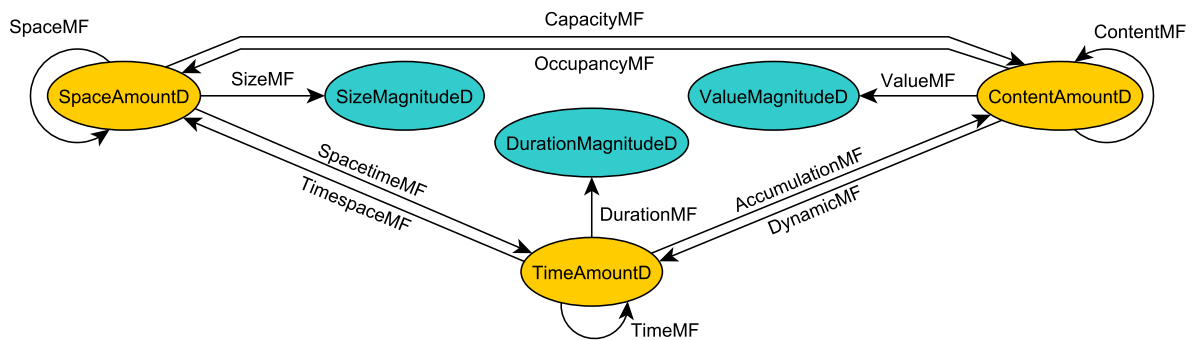 SpaceMF
CapacityMF
ContentMF
OccupancyMF
SizeMF
ValueMF
SpaceAmountD
SizeMagnitudeD
ValueMagnitudeD
ContentAmountD
DurationMagnitudeD
SpacetimeMF
TimespaceMF
AccumulationMF
DynamicMF
DurationMF
TimeAmountD
TimeMF